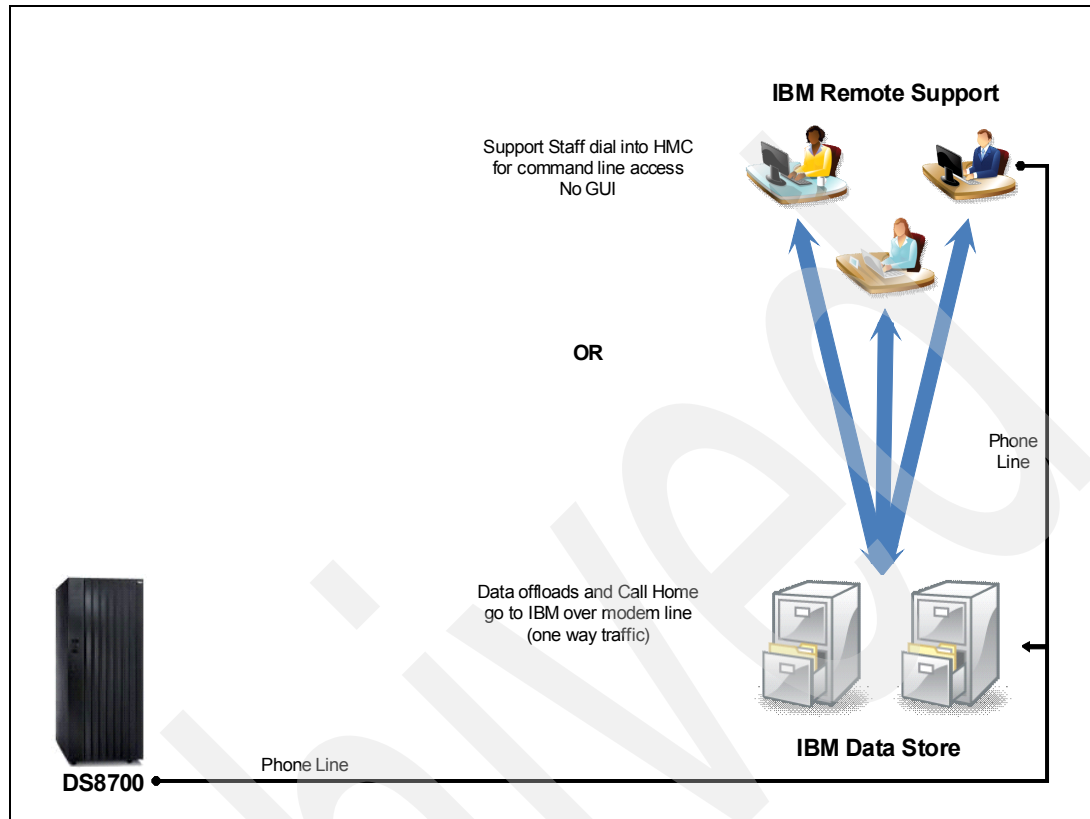 IBM Remote Support
Support Staff dial into HMC
for command line access
No GUI
OR
Phone
Line
Data offloads and Call Home
go to IBM over modem line
(one way traffic)
IBM Data Store
Phone Line
DS8700